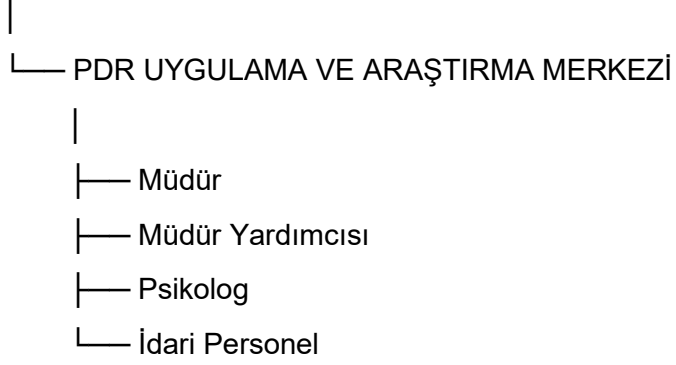 │
└── PDR UYGULAMA VE ARAŞTIRMA MERKEZİ
│
├── Müdür
├── Müdür Yardımcısı
├── Psikolog
└── İdari Personel